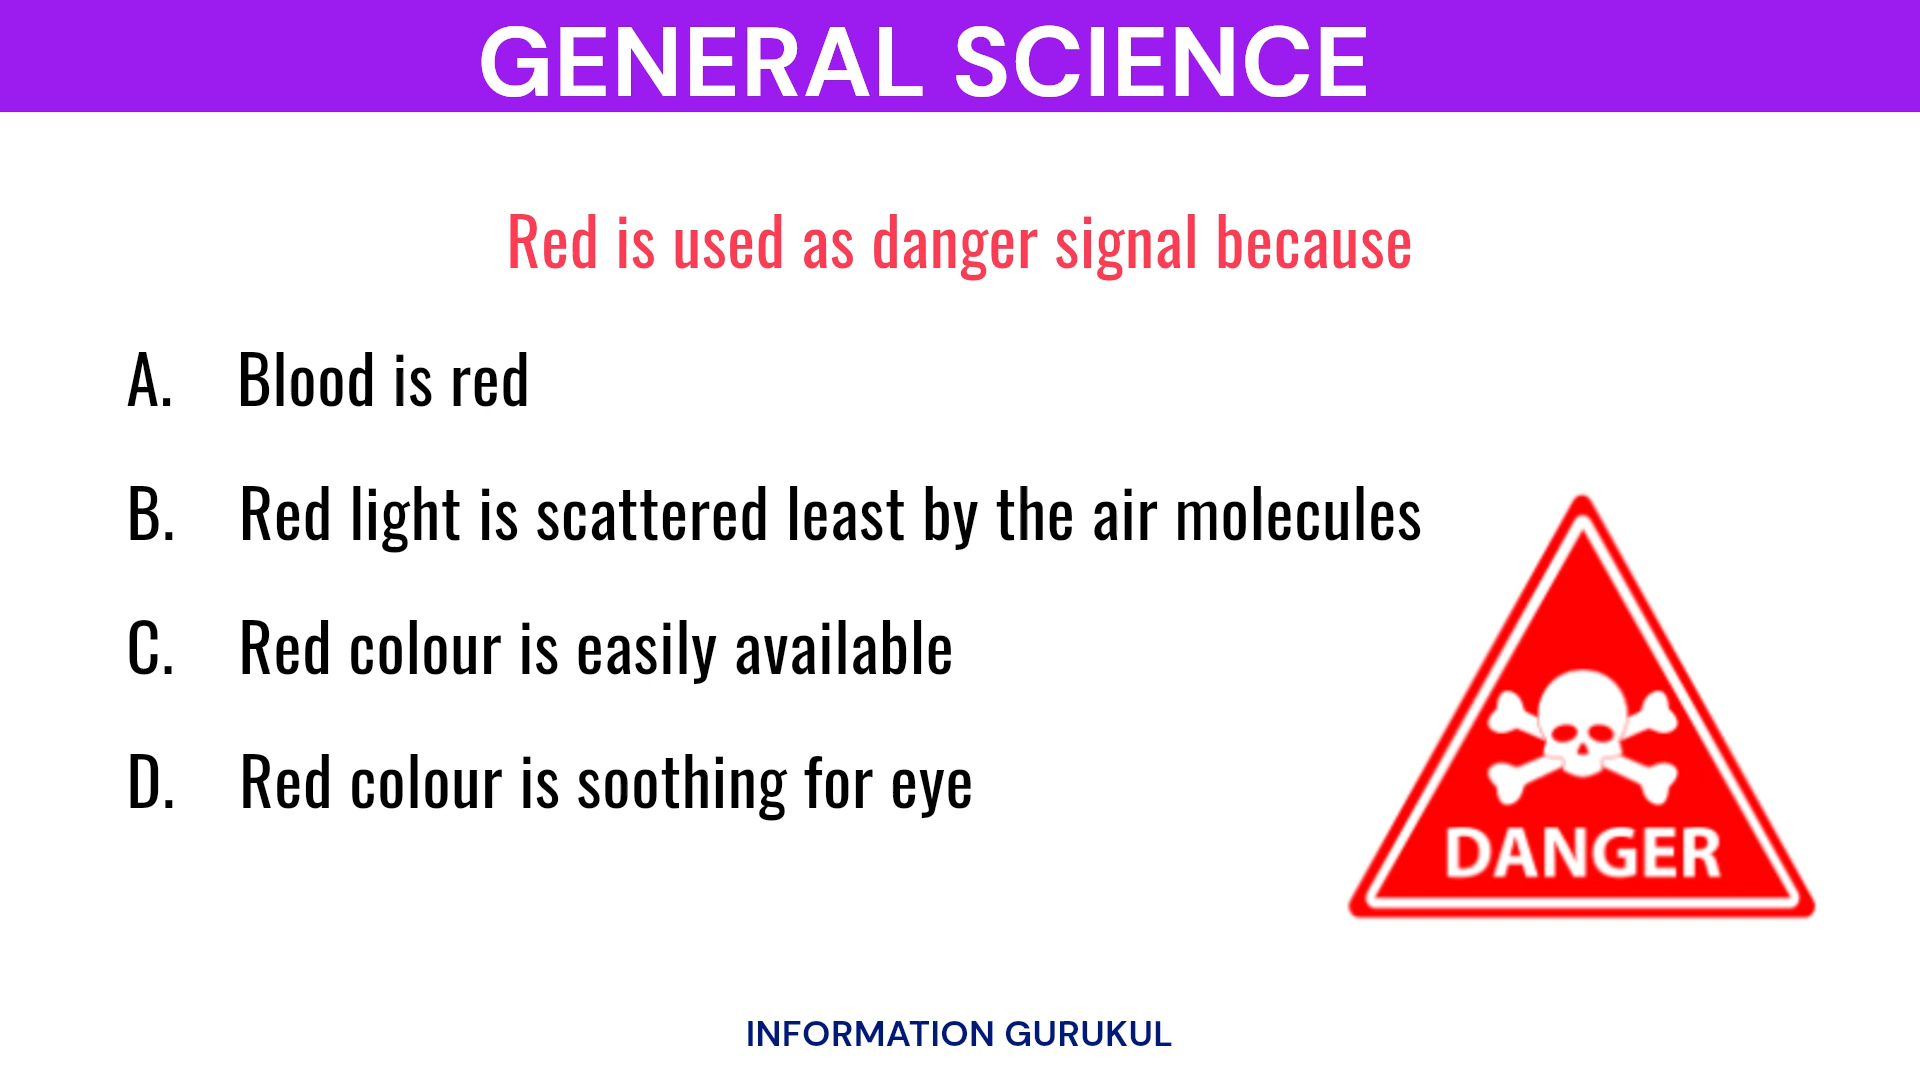 GENERAL SCIENCE
Red is used as danger signal because
A. Blood is red
B. Red light is scattered least by the air molecules
C. Red colour is easily available
D. Red colour is soothing for eye
DANGER
INFORMATION GURUKUL